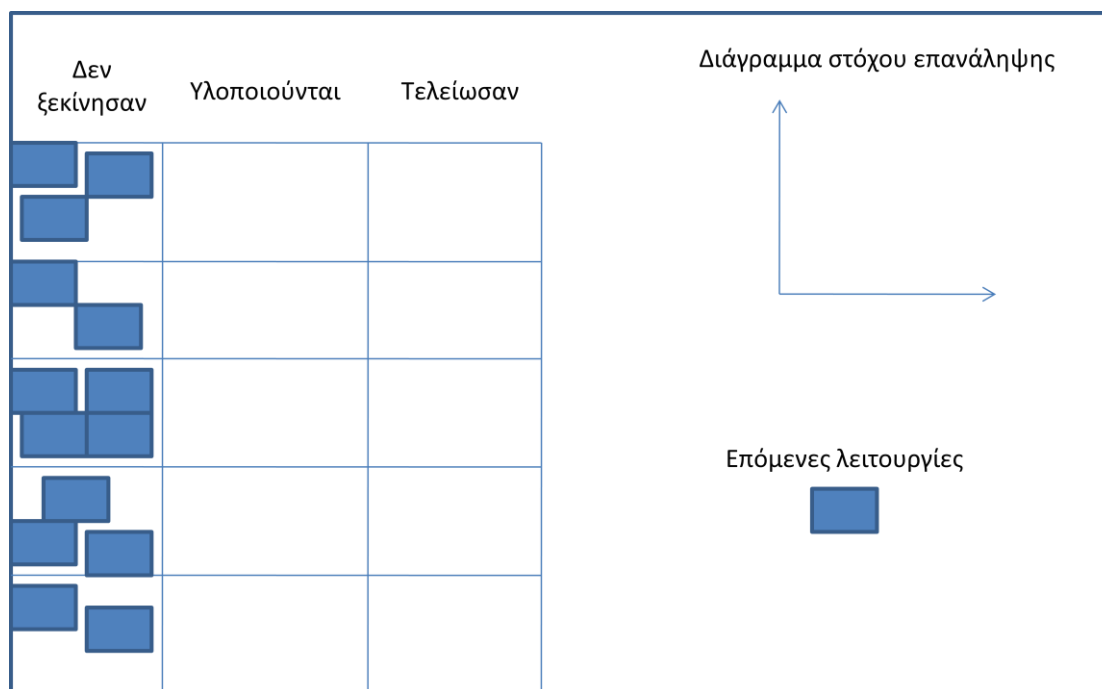 Δεν
ξεκίνησαν
Υλοποιούνται
Τελείωσαν
Διάγραμμα στόχου επανάληψης
Επόμενες λειτουργίες